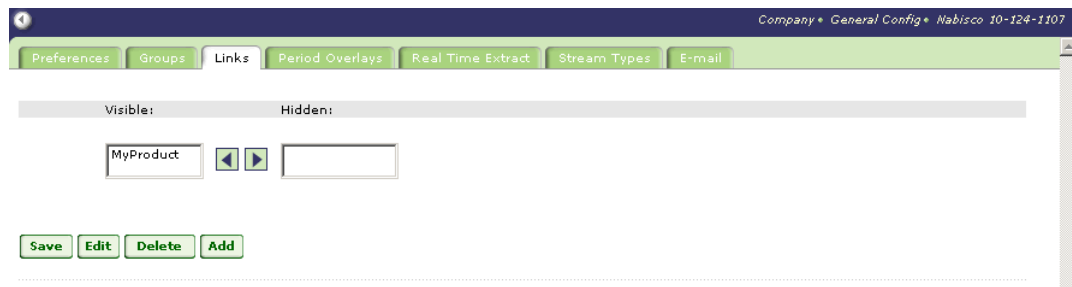 Company • General Config • Nabisco 10-124-1107
Preferences Groups Links Period Overlays Real Time Extract Stream Types E-mail
Visible: Hidden:
MyProduct
Save Edit Delete Add